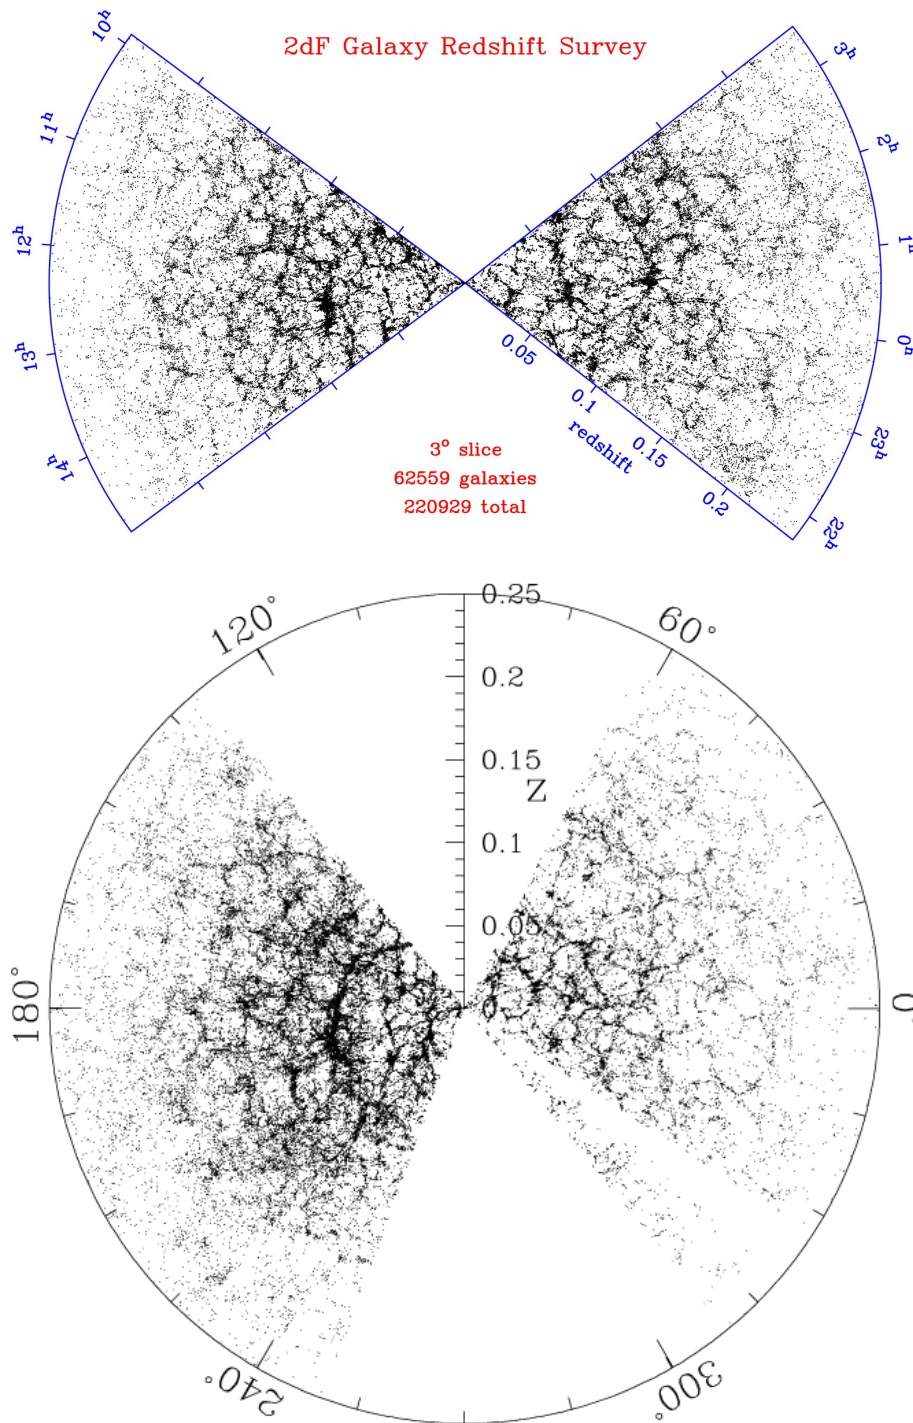 2dF Galaxy Redshift Survey
10h
11h
12h
13h
14h
3h
2h
1h
0h
23h
22h
0.05
0.1
0.15
0.2
redshift
3° slice
62559 galaxies
220929 total
0.25
0.2
0.15
Z
0.1
0.05
0
120°
60°
180°
0
240°
300°